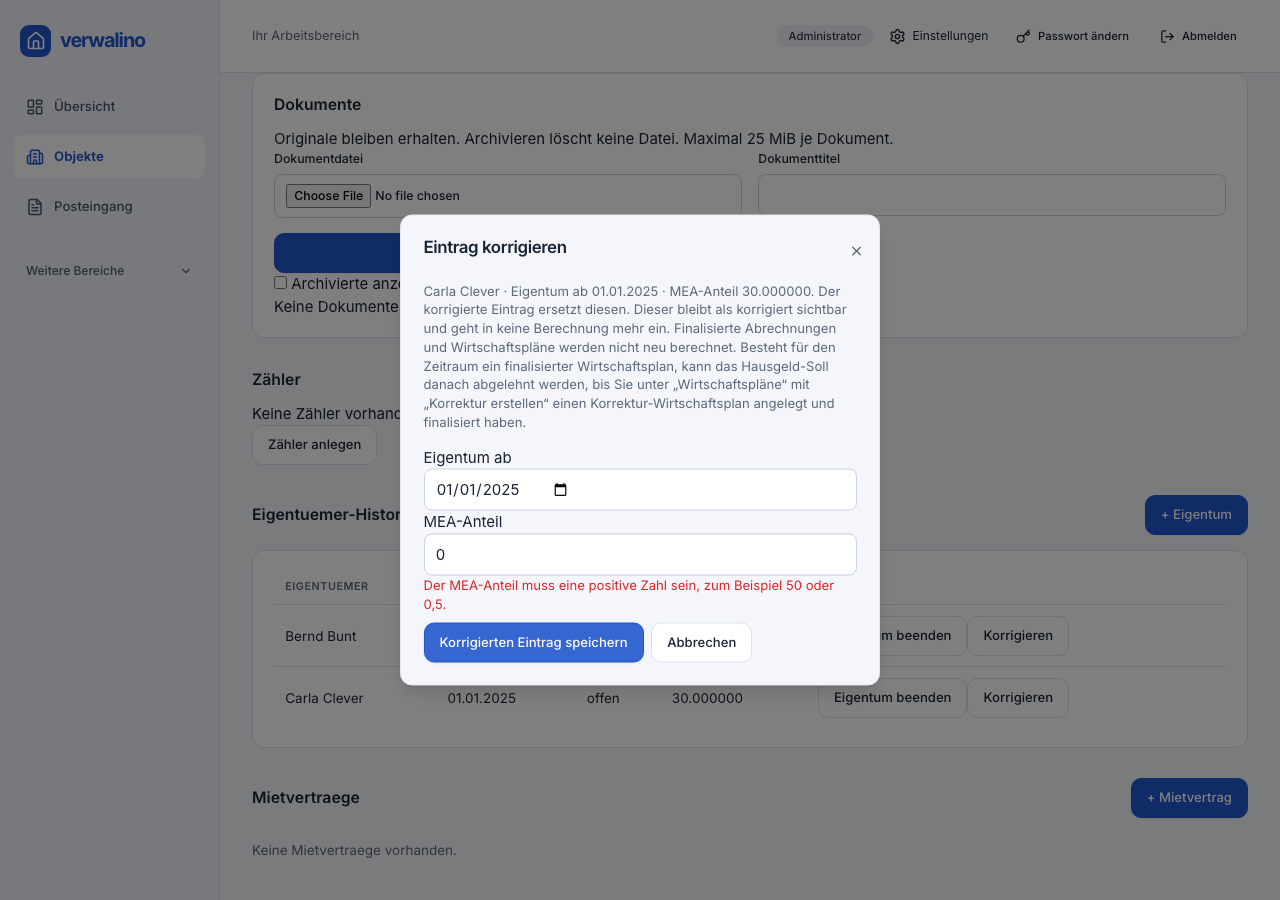 verwalino
Ihr Arbeitsbereich
Administrator
Einstellungen
Passwort ändern
Abmelden
Übersicht
Objekte
Posteingang
Weitere Bereiche
Dokumente
Originale bleiben erhalten. Archivieren löscht keine Datei. Maximal 25 MiB je Dokument.
Dokumentdatei
Dokumenttitel
Choose File No file chosen
Archivierte
Keine Dokumente
Zähler
Keine Zähler
Zähler anlegen
+ Eigentum
EIGENTUEMER
Bernd Bunt
beenden
Korrigieren
Carla Clever
01.01.2025
offen
30.000000
Eigentum beenden
Korrigieren
Mietvertraege
+ Mietvertrag
Keine Mietvertraege vorhanden.
Eintrag korrigieren
Carla Clever · Eigentum ab 01.01.2025 · MEA-Anteil 30.000000. Der
korrigierte Eintrag ersetzt diesen. Dieser bleibt als korrigiert sichtbar
und geht in keine Berechnung mehr ein. Finalisierte Abrechnungen
und Wirtschaftspläne werden nicht neu berechnet. Besteht für den
Zeitraum ein finalisierter Wirtschaftsplan, kann das Hausgeld-Soll
danach abgelehnt werden, bis Sie unter „Wirtschaftspläne“ mit
„Korrektur erstellen“ einen Korrektur-Wirtschaftsplan angelegt und
finalisiert haben.
Eigentum ab
01/01/2025
MEA-Anteil
0
Der MEA-Anteil muss eine positive Zahl sein, zum Beispiel 50 oder
0,5.
Korrigierten Eintrag speichern
Abbrechen